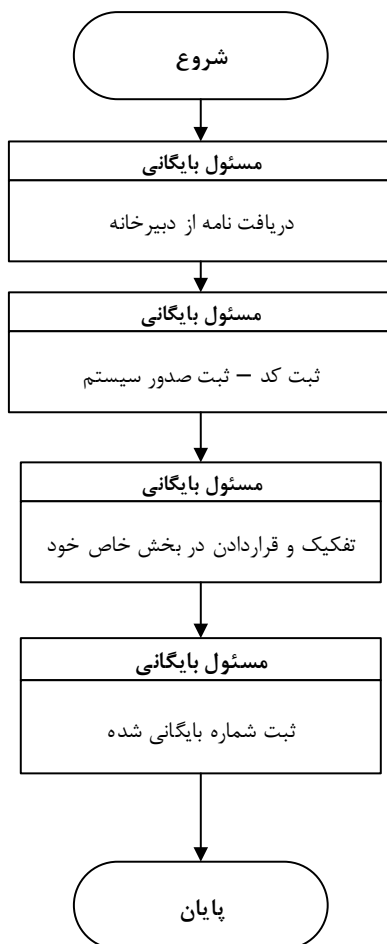 شروع
مسئول بایگانی
دریافت نامه از دبیرخانه
مسئول بایگانی
ثبت کد – ثبت صدور سیستم
مسئول بایگانی
تفکیک و قراردادن در بخش خاص خود
مسئول بایگانی
ثبت شماره بایگانی شده
پایان